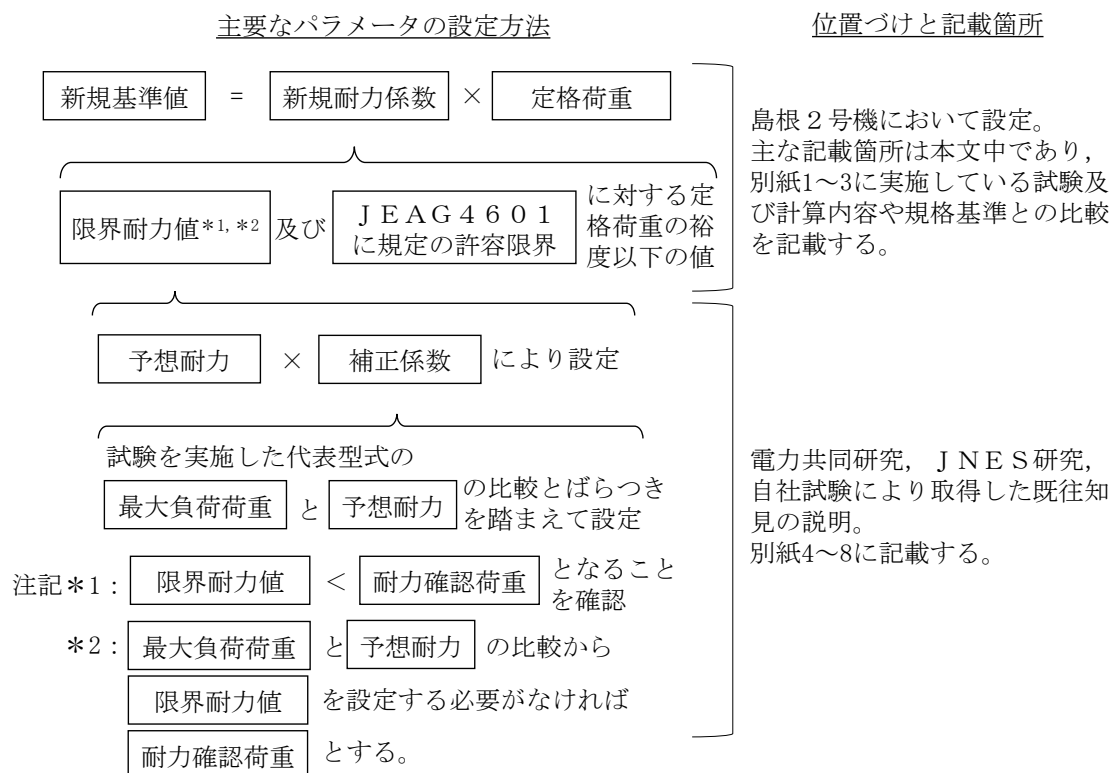 主要なパラメータの設定方法
位置づけと記載箇所
新規基準値 = 新規耐力係数 × 定格荷重
限界耐力値*1,*2 及び JEAG4601に規定の許容限界 に対する定格荷重の裕度以下の値
島根２号機において設定。
主な記載箇所は本文中であり，
別紙1～3に実施している試験及
び計算内容や規格基準との比較
を記載する。
予想耐力 × 補正係数 により設定
試験を実施した代表型式の
最大負荷荷重 と 予想耐力 の比較とばらつきを踏まえて設定
電力共同研究，ＪＮＥＳ研究，
自社試験により取得した既往知
見の説明。
別紙4～8に記載する。
注記＊1： 限界耐力値 ＜ 耐力確認荷重 となることを確認
＊2： 最大負荷荷重 と 予想耐力 の比較から
限界耐力値 を設定する必要がなければ
耐力確認荷重 とする。